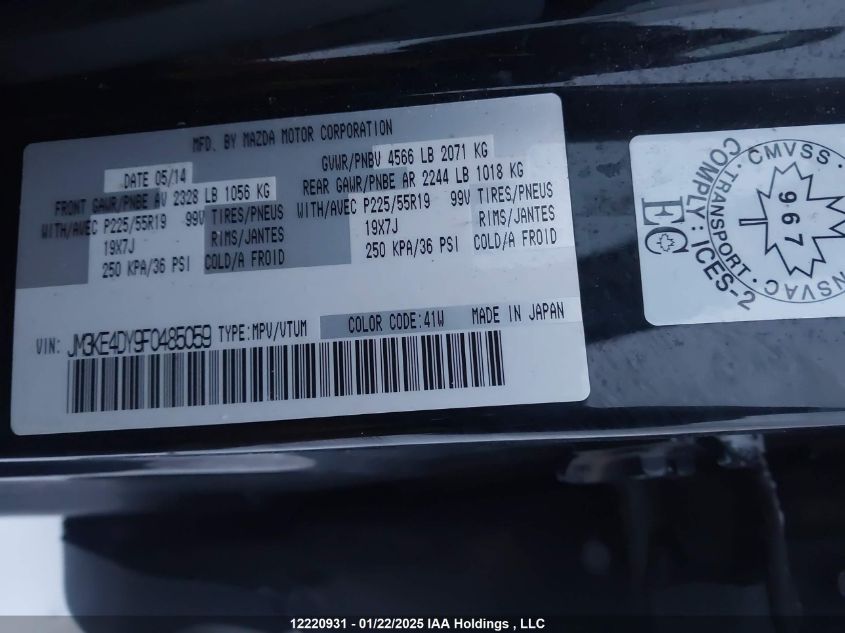 MFD. BY MAZDA MOTOR CORPORATION
DATE 05/14
GVWR/PNBV 4566 LB 2071 KG
FRONT GAWR/PNBE AV 2328 LB 1056 KG
REAR GAWR/PNBE AR 2244 LB 1018 KG
WITH/AVEC P225/55R19 99V TIRES/PNEUS
WITH/AVEC P225/55R19 99V TIRES/PNEUS
19X7J RIMS/JANTES
19X7J RIMS/JANTES
250 KPA/36 PSI COLD/A FROID
250 KPA/36 PSI COLD/A FROID
VIN: JM3KE4DY9F0485059 TYPE:MPV/VTUM COLOR CODE:41W MADE IN JAPAN
EC
COMPLY : ICES-2
CMVSS
TRANSPORT
NSVAC
967
12220931 - 01/22/2025 IAA Holdings , LLC